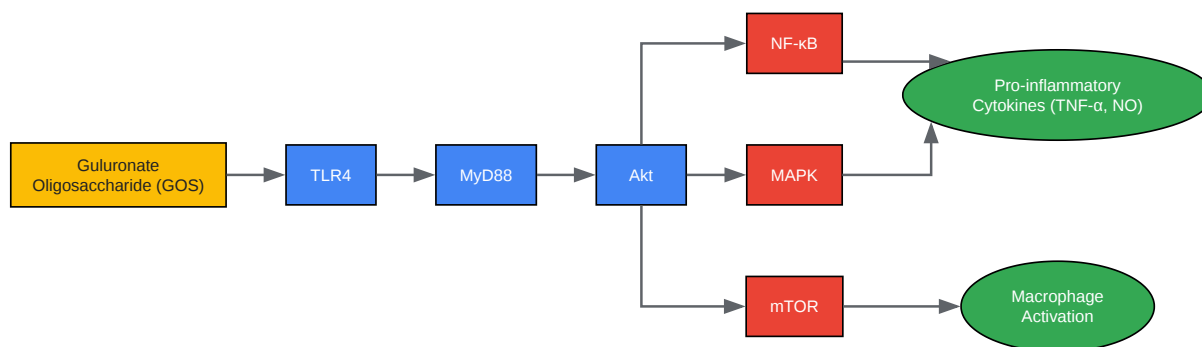 Guluronate
Oligosaccharide (GOS)
TLR4
MyD88
Akt
NF-κB
MAPK
mTOR
Pro-inflammatory
Cytokines (TNF-α, NO)
Macrophage
Activation